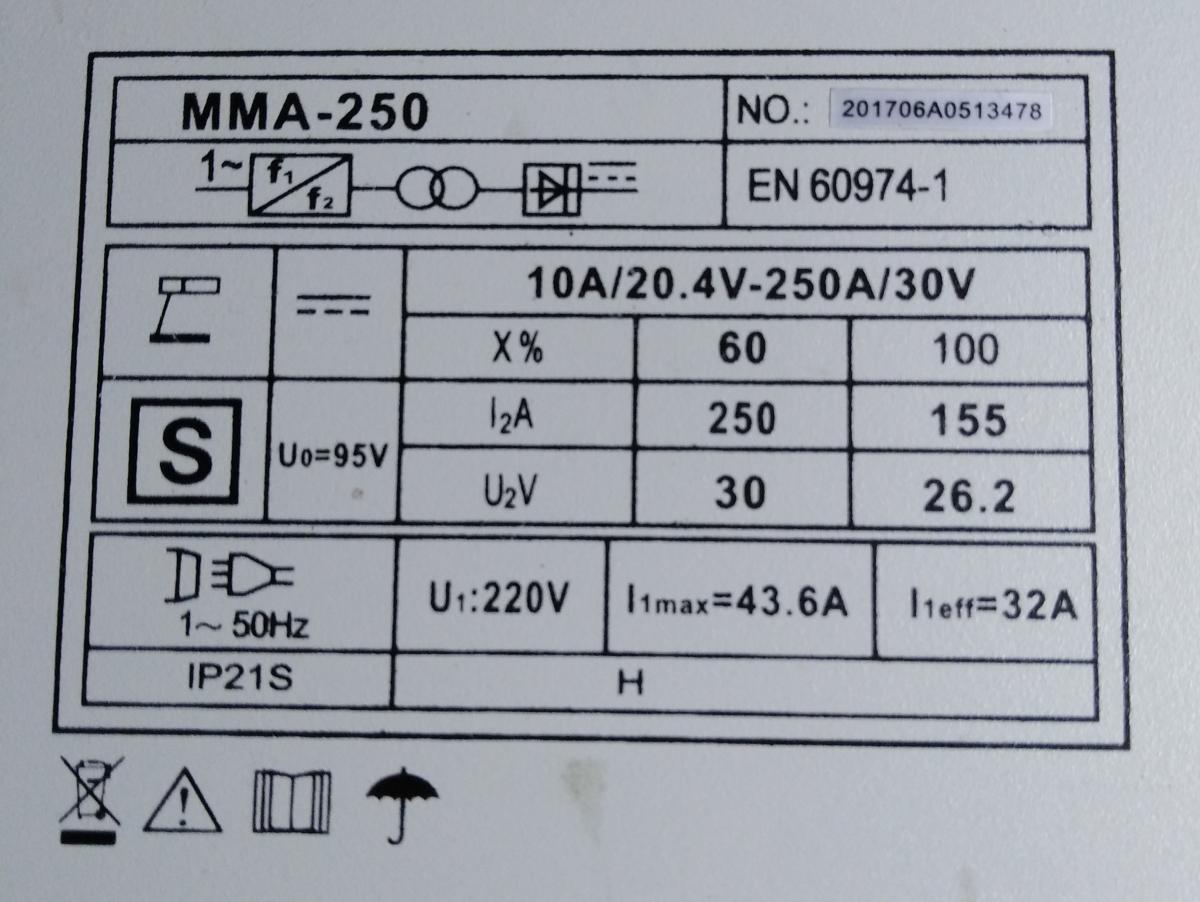 MMA-250
NO.: 201706A0513478
1~ f₁ f₂
EN 60974-1
10A/20.4V-250A/30V
X% 60 100
S
U₀=95V
I₂A 250 155
U₂V 30 26.2
1~ 50Hz
U₁:220V
I₁max=43.6A
I₁eff=32A
IP21S
H
!